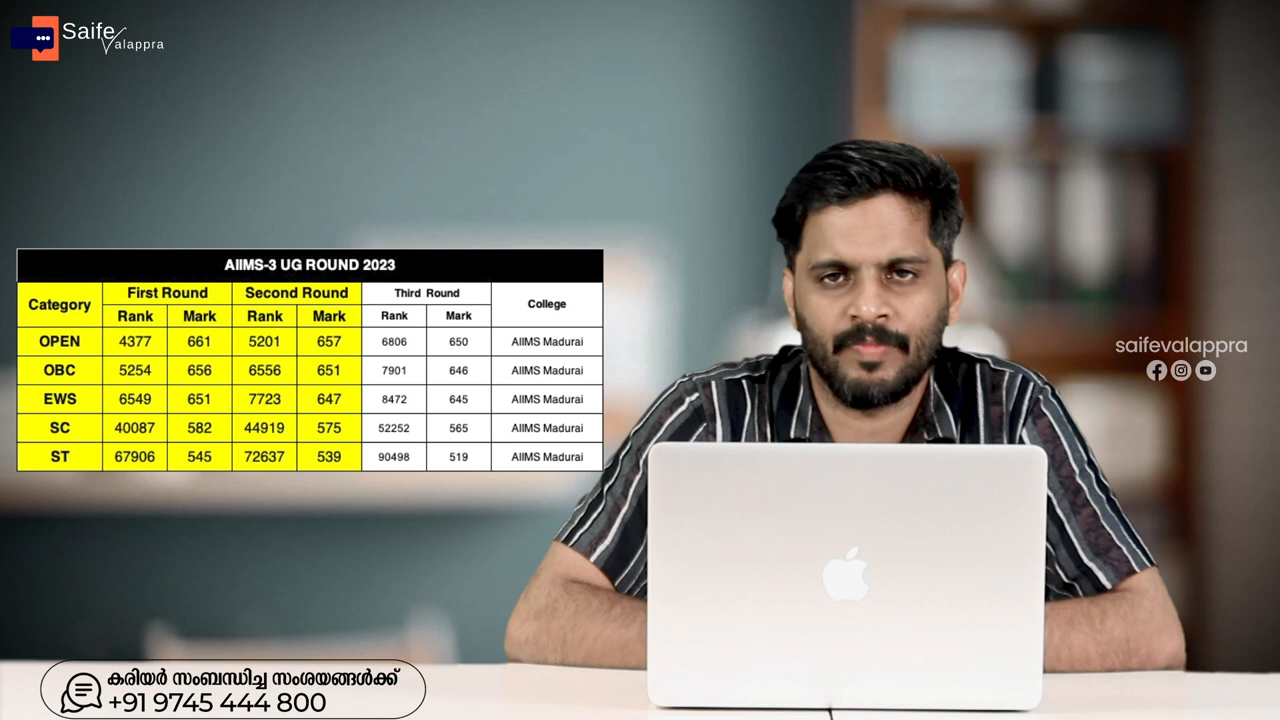 Saife
Valappra
AIIMS-3 UG ROUND 2023
Category First Round Second Round Third Round College
Rank Mark Rank Mark Rank Mark
OPEN 4377 661 5201 657 6806 650 AIIMS Madurai
OBC 5254 656 6556 651 7901 646 AIIMS Madurai
EWS 6549 651 7723 647 8472 645 AIIMS Madurai
SC 40087 582 44919 575 52252 565 AIIMS Madurai
ST 67906 545 72637 539 90498 519 AIIMS Madurai
saifevalappra
കരിയർ സംബന്ധിച്ച സംശയങ്ങൾക്ക്
+91 9745 444 800